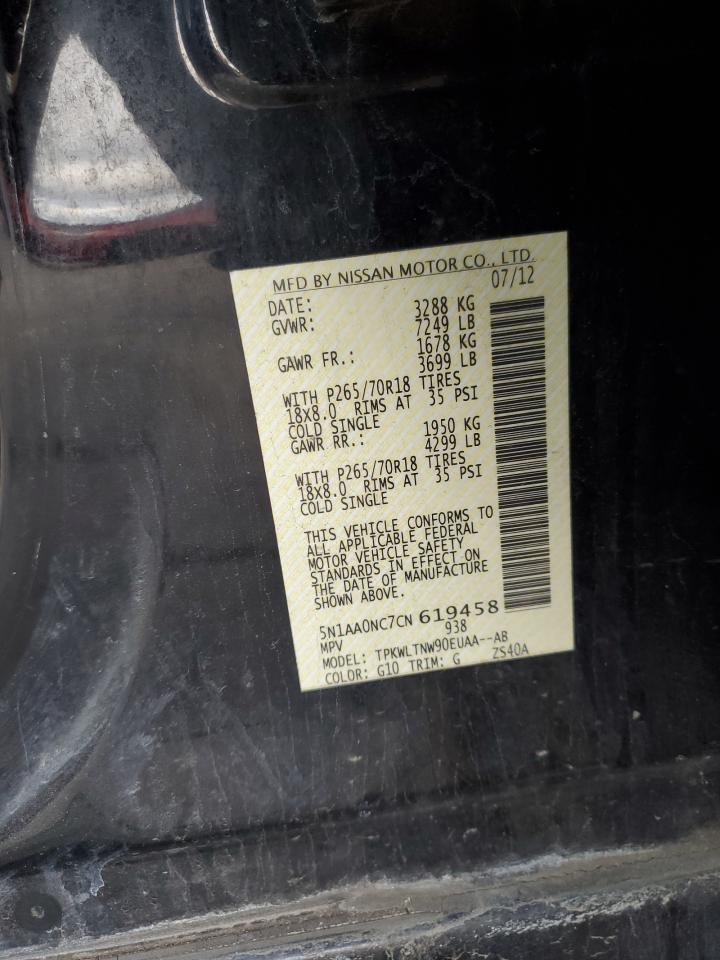 MFD BY NISSAN MOTOR CO., LTD.
DATE: 07/12
GVWR: 3288 KG
7249 LB
GAWR FR.: 1678 KG
3699 LB
WITH P265/70R18 TIRES
18X8.0 RIMS AT 35 PSI
COLD SINGLE
GAWR RR.: 1950 KG
4299 LB
WITH P265/70R18 TIRES
18X8.0 RIMS AT 35 PSI
COLD SINGLE
THIS VEHICLE CONFORMS TO
ALL APPLICABLE FEDERAL
MOTOR VEHICLE SAFETY
STANDARDS IN EFFECT ON
THE DATE OF MANUFACTURE
SHOWN ABOVE.
5N1AA0NC7CN 619458
MPV 938
MODEL: TPKWLTNW90EUAA--AB
COLOR: G10 TRIM: G ZS40A